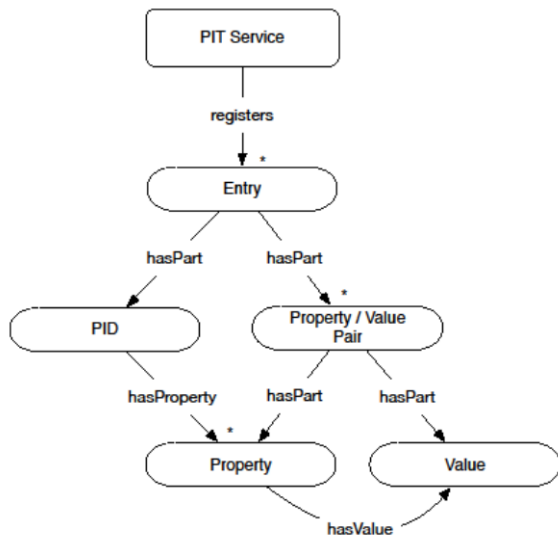 PIT Service
registers
*
Entry
hasPart
hasPart
*
PID
Property / Value
Pair
hasProperty
hasPart
hasPart
*
Property
Value
hasValue